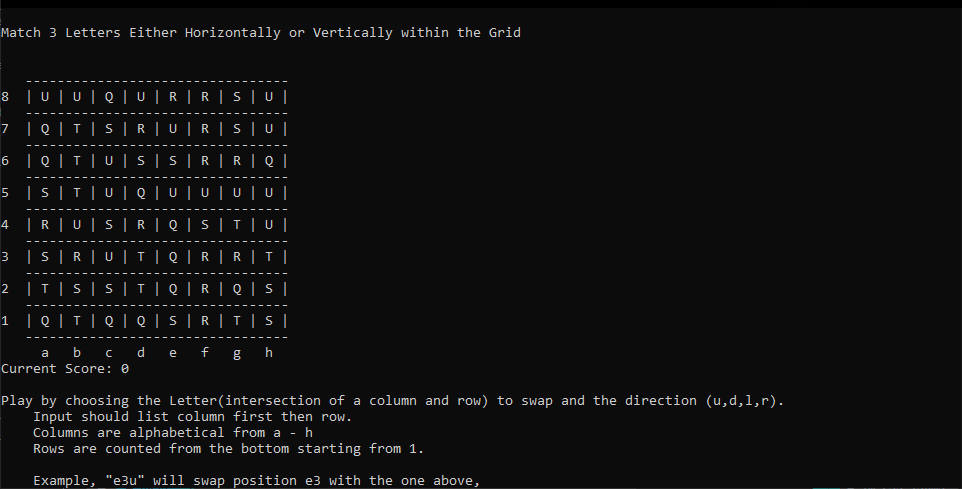 Match 3 Letters Either Horizontally or Vertically within the Grid
---------------------------------
8 | U | U | Q | U | R | R | S | U |
---------------------------------
7 | Q | T | S | R | U | R | S | U |
---------------------------------
6 | Q | T | U | S | S | R | R | Q |
---------------------------------
5 | S | T | U | Q | U | U | U | U |
---------------------------------
4 | R | U | S | R | Q | S | T | U |
---------------------------------
3 | S | R | U | T | Q | R | R | T |
---------------------------------
2 | T | S | S | T | Q | R | Q | S |
---------------------------------
1 | Q | T | Q | Q | S | R | T | S |
---------------------------------
a b c d e f g h
Current Score: 0
Play by choosing the Letter(intersection of a column and row) to swap and the direction (u,d,l,r).
Input should list column first then row.
Columns are alphabetical from a - h
Rows are counted from the bottom starting from 1.
Example, "e3u" will swap position e3 with the one above,